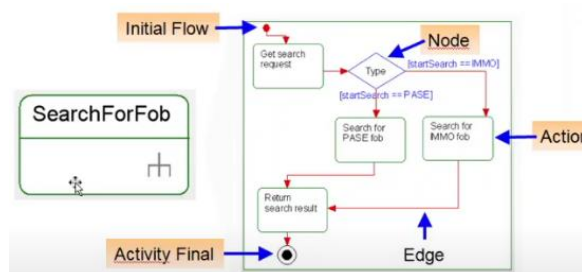 Initial Flow
Node
Get search
request
Type
[startSearch == IMMO]
[startSearch == PASE]
SearchForFob
Search for
PASE fob
Search for
IMMO fob
Action
Return
search result
Activity Final
Edge